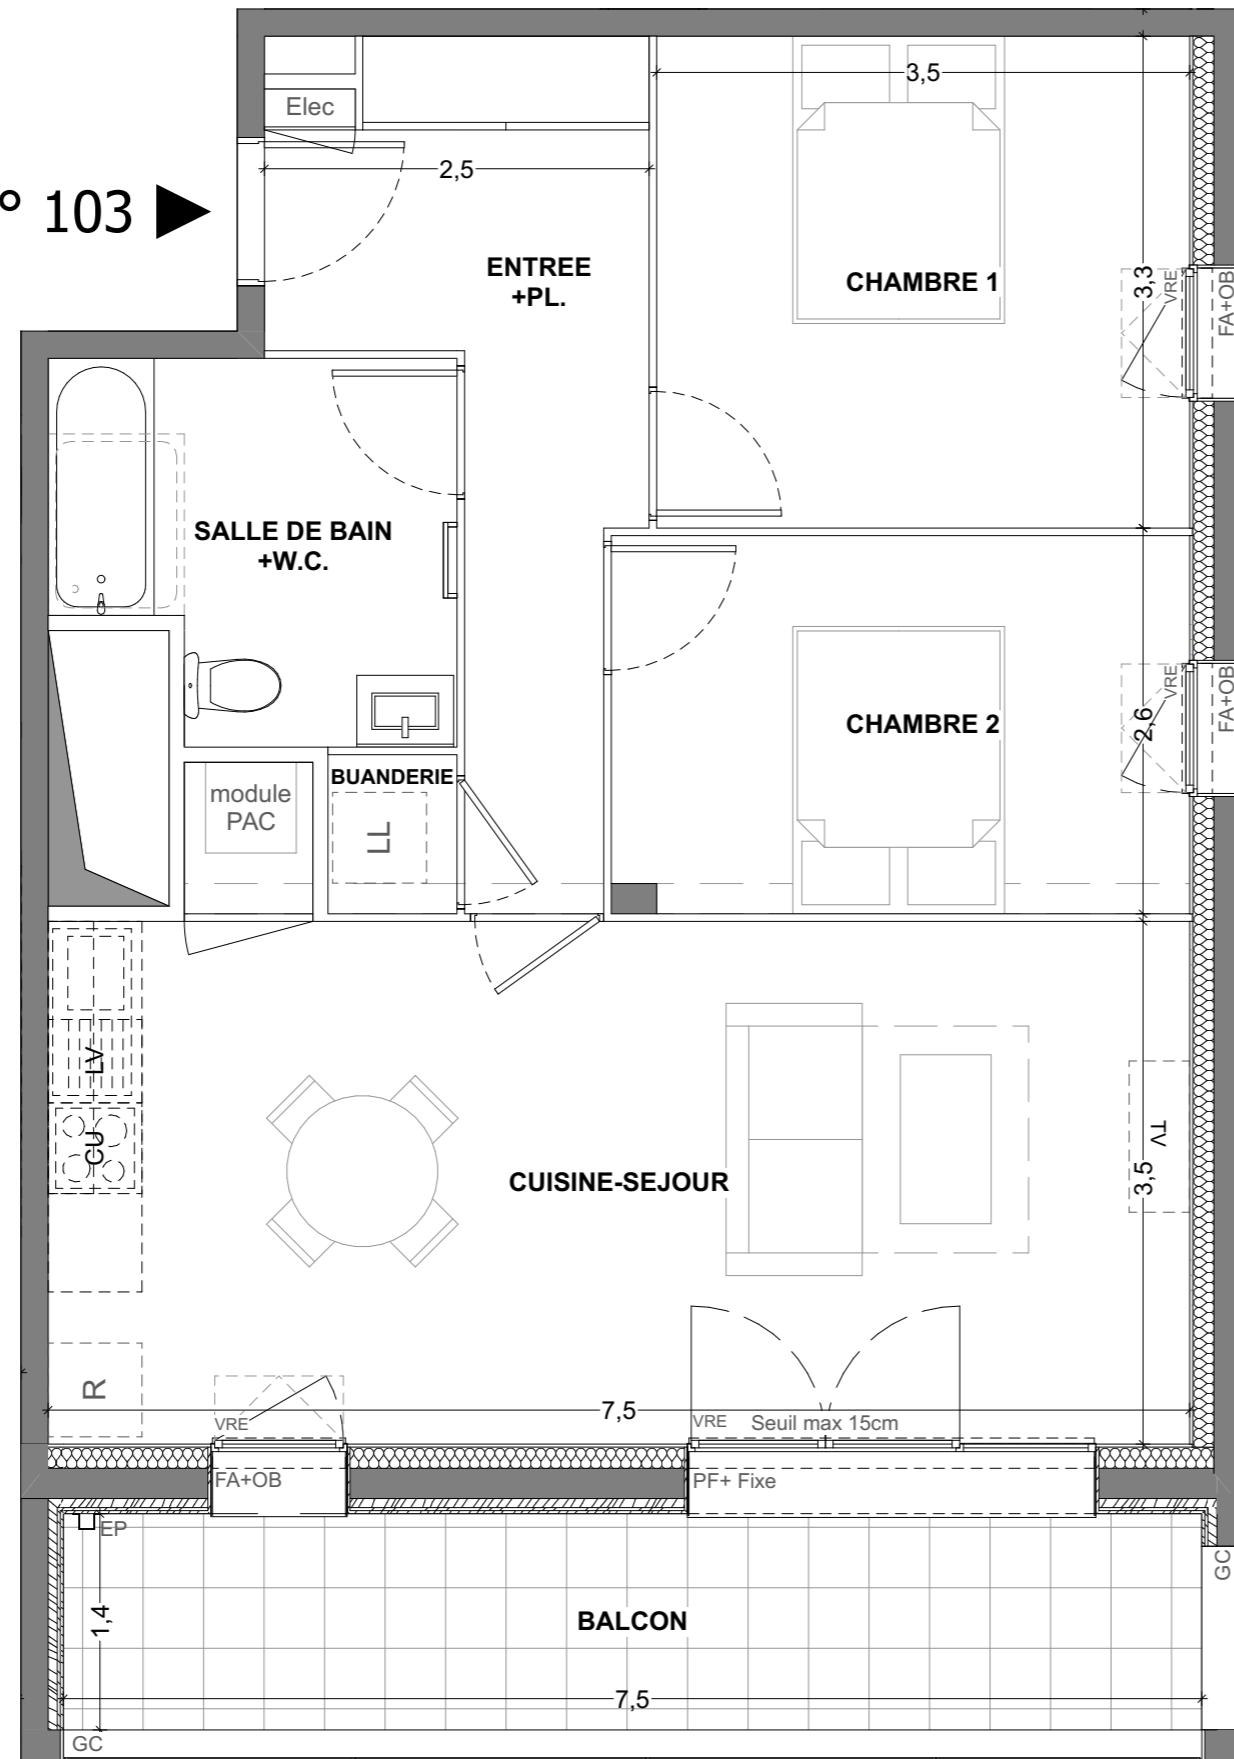 Elec
3,5
2,5
° 103
ENTREE
+PL.
CHAMBRE 1
3,3
VRE
FA+OB
SALLE DE BAIN
+W.C.
CHAMBRE 2
2,6
VRE
FA+OB
BUANDERIE
module
PAC
LL
LV
CU
CUISINE-SEJOUR
TV
3,5
R
7,5
VRE
VRE
Seuil max 15cm
FA+OB
PF+ Fixe
EP
GC
1,4
BALCON
7,5
GC